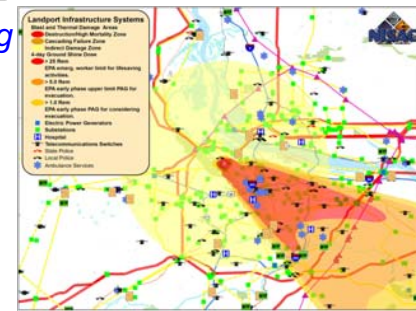 g
Landport Infrastructure Systems
Blast and Thermal Damage Areas
Destruction/High Mortality Zone
Cascading Failure Zone
Indirect Damage Zone
4-day Ground Shine Dose
> 25 Rem
EPA emerg. worker limit for lifesaving
activities.
> 5.0 Rem
EPA early phase upper limit PAG for
evacuation.
> 1.0 Rem
EPA early phase PAG for considering
evacuation.
Electric Power Generators
Substations
H Hospital
Telecommunications Switches
State Police
Local Police
Ambulance Services
NISAC
H
H
H
H